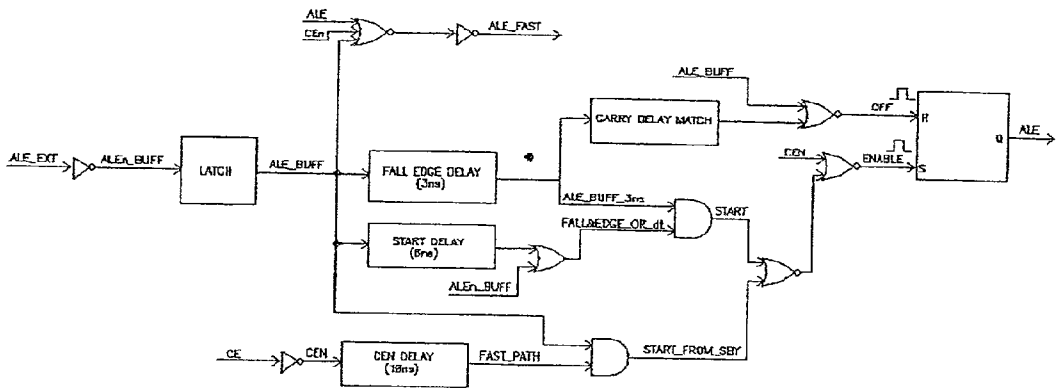 ALE
CEn
ALE_FAST
ALE_BUFF
OFF
CARRY DELAY MATCH
R
Q
ALE
ALE_EXT
ALEn_BUFF
LATCH
ALE_BUFF
FALL EDGE DELAY
(3ns)
CEN
ENABLE
S
ALE_BUFF_3ns
START
FALL&EDGE_OR_dt
START DELAY
(6ns)
ALEn_BUFF
CE
CEN
CEN DELAY
(18ns)
FAST_PATH
START_FROM_SBY